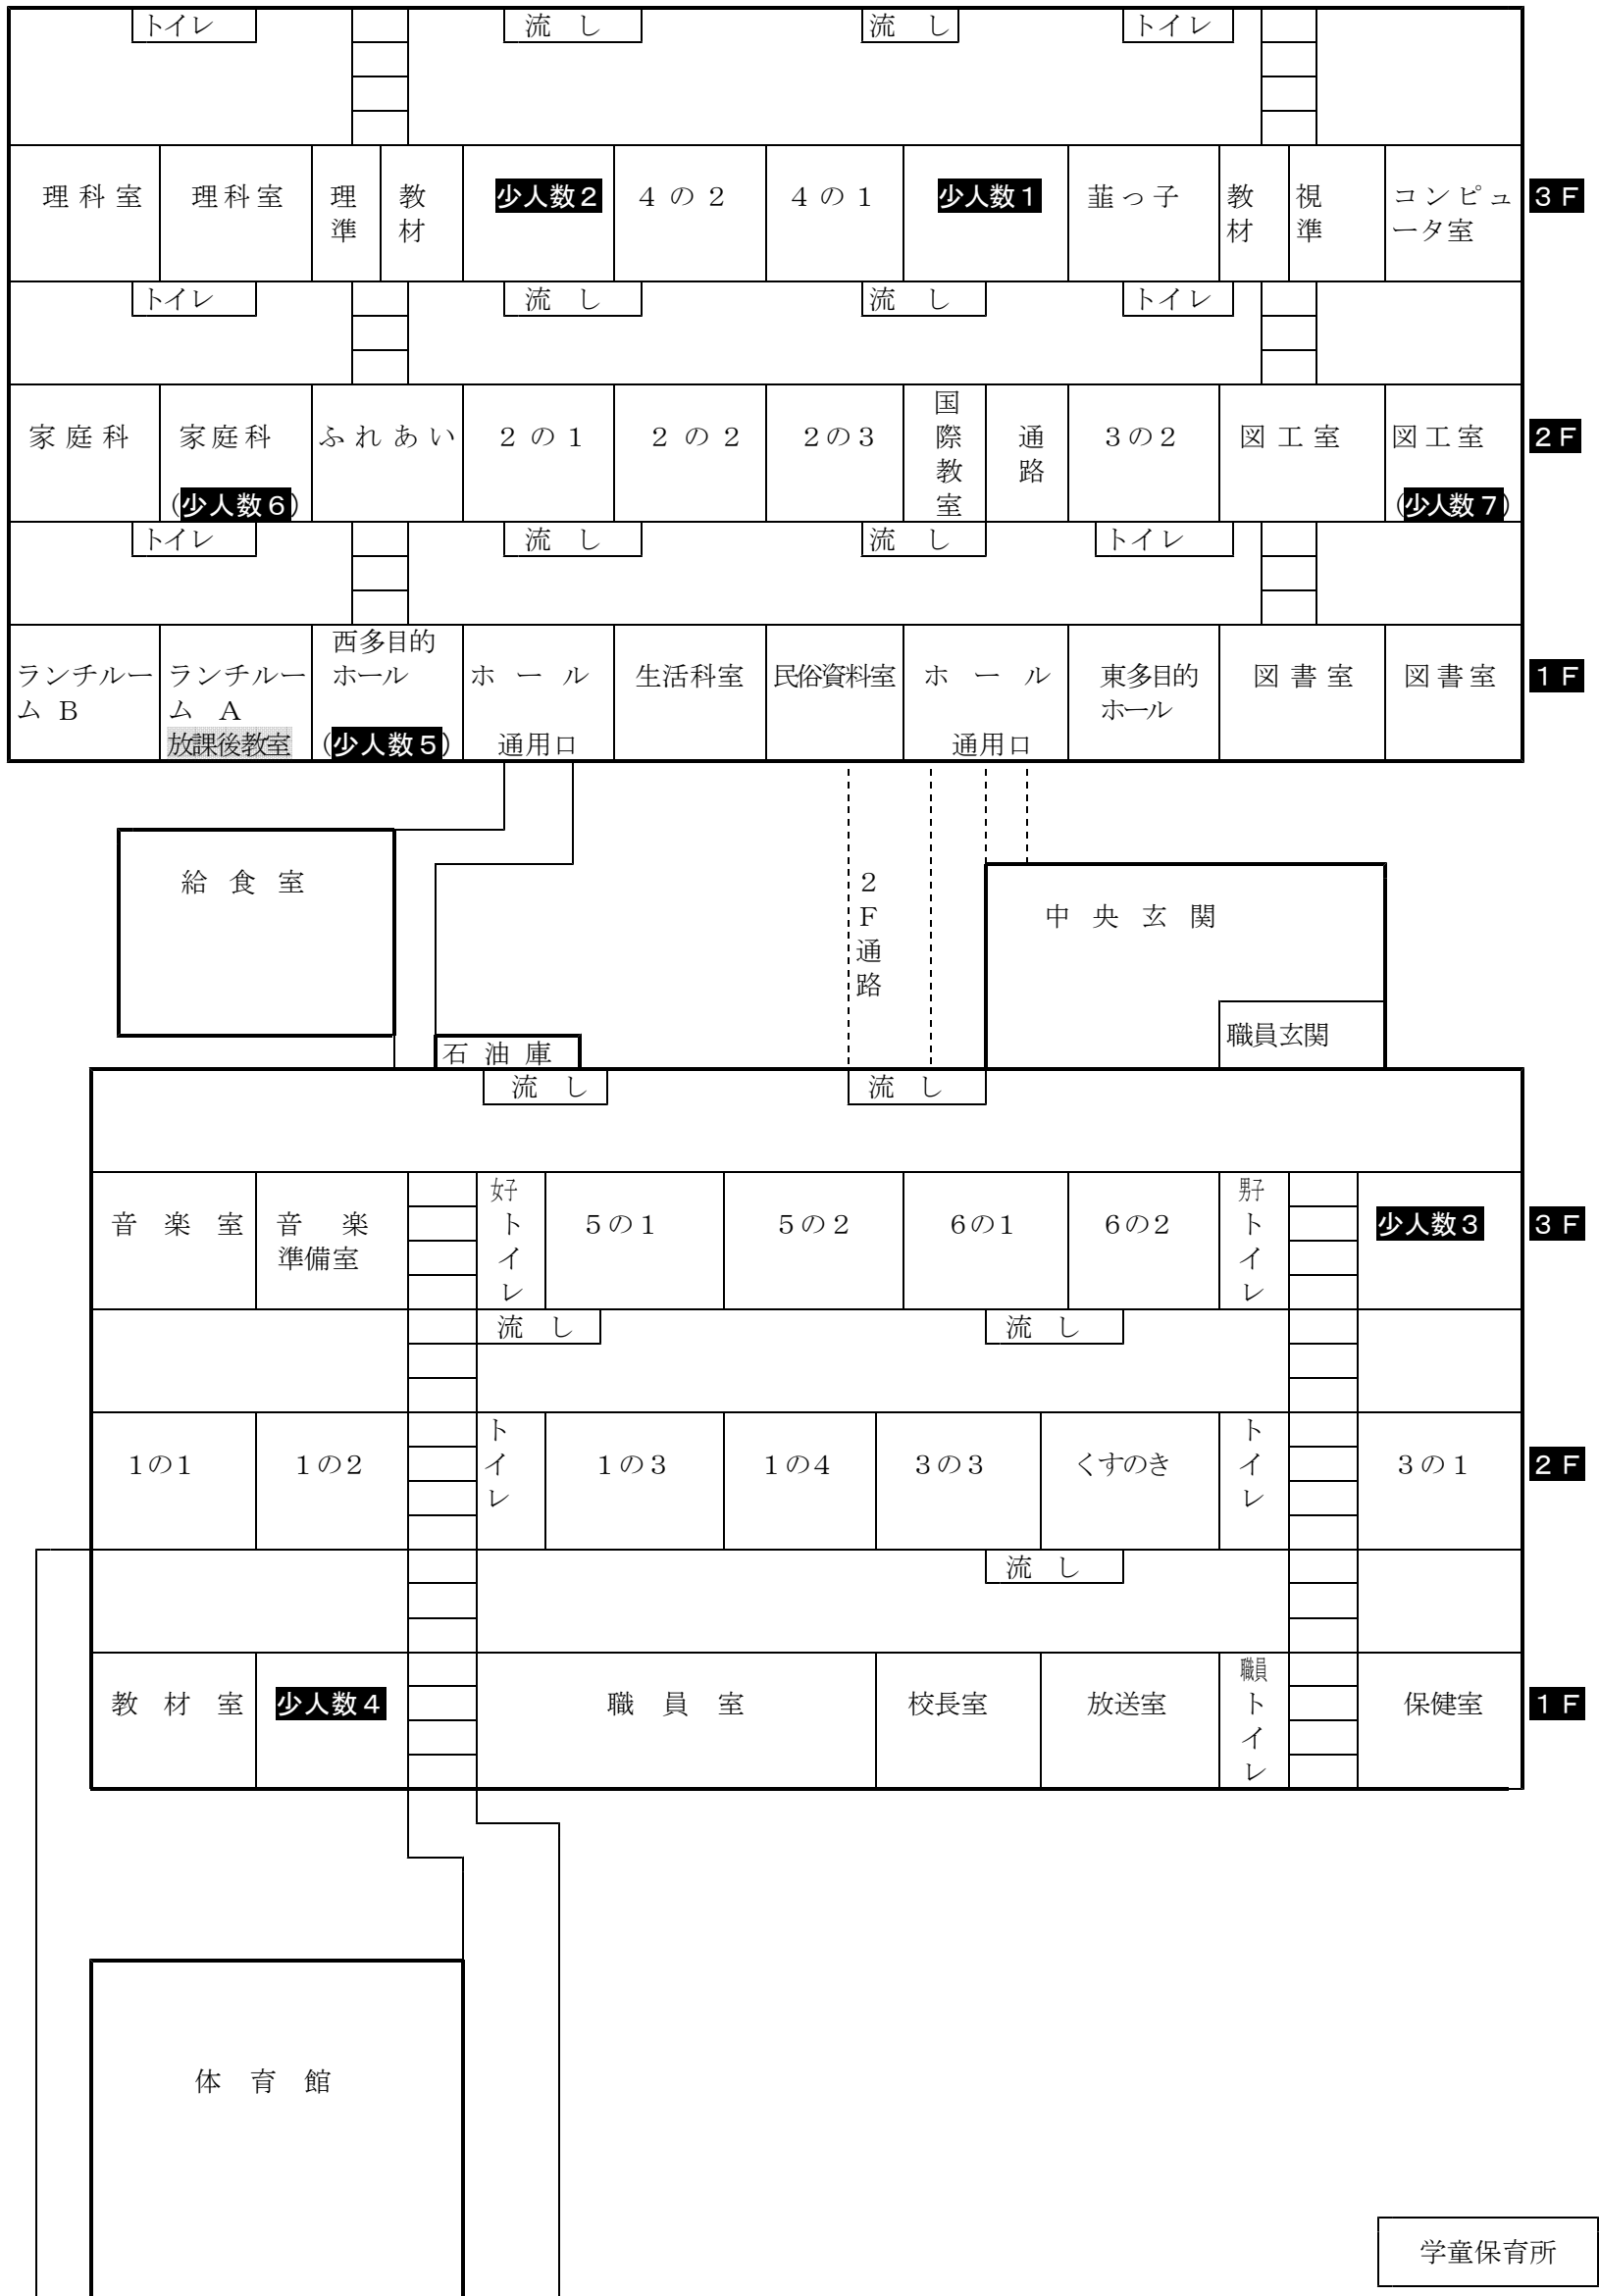 トイレ 流し 流し トイレ
理科室 理科室 理準 教材 少人数2 4の2 4の1 少人数1 韮っ子 教材 視準 コンピュータ室 3F
トイレ 流し 流し トイレ
家庭科 家庭科 ふれあい 2の1 2の2 2の3 国際教室 通路 3の2 図工室 図工室 2F
(少人数6) (少人数7)
トイレ 流し 流し トイレ
ランチルームB ランチルームA 西多目的ホール ホール 生活科室 民俗資料室 ホール 東多目的ホール 図書室 図書室 1F
放課後教室 (少人数5) 通用口 通用口
給食室
2F通路
中央玄関
職員玄関
石油庫
流し 流し
音楽室 音楽準備室 女子トイレ 5の1 5の2 6の1 6の2 男子トイレ 少人数3 3F
流し 流し
1の1 1の2 トイレ 1の3 1の4 3の3 くすのき トイレ 3の1 2F
流し
教材室 少人数4 職員室 校長室 放送室 職員トイレ 保健室 1F
体育館
学童保育所